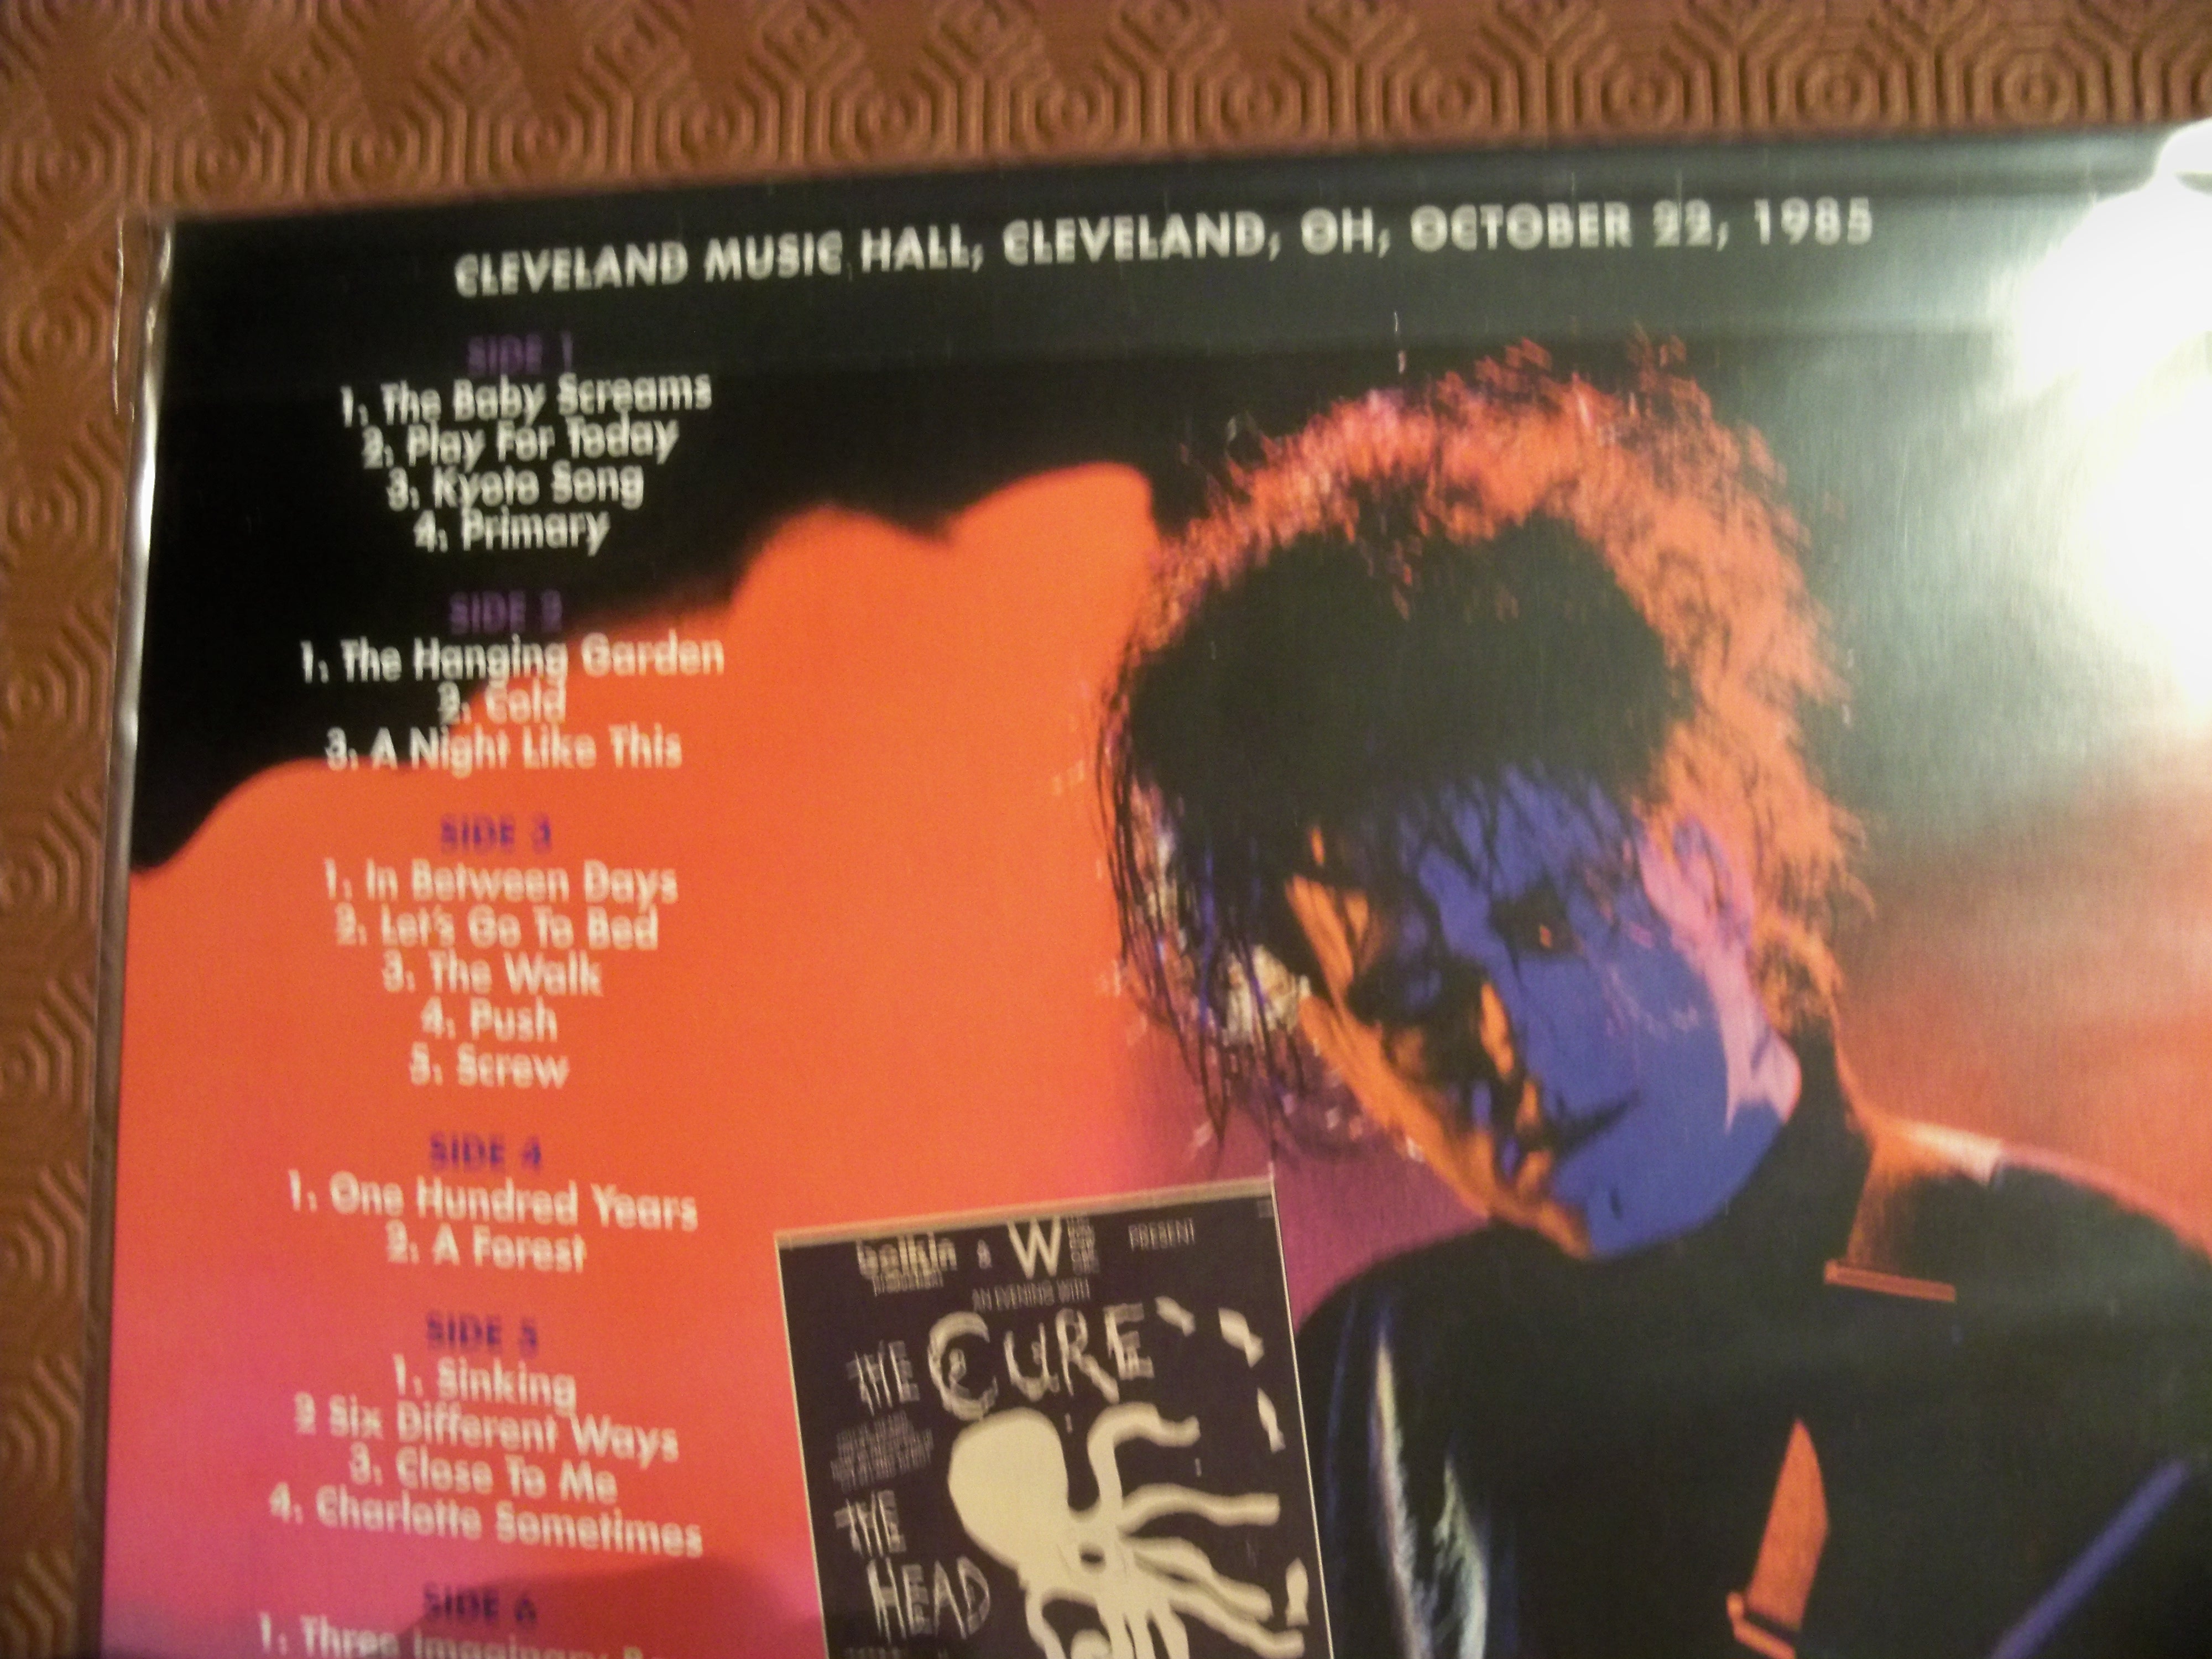 CLEVELAND MUSIC HALL, CLEVELAND, OH, OCTOBER 22, 1985
SIDE 1
1. The Baby Screams
2. Play For Today
3. Kyoto Song
4. Primary
SIDE 2
1. The Hanging Garden
2. Cold
3. A Night Like This
SIDE 3
1. In Between Days
2. Let's Go To Bed
3. The Walk
4. Push
5. Screw
SIDE 4
1. One Hundred Years
2. A Forest
SIDE 5
1. Sinking
2 Six Different Ways
3. Close To Me
4. Charlotte Sometimes
SIDE 6
1. Three Imaginary
belkin & W PRESENT
AN EVENING WITH
THE CURE
THE
HEAD